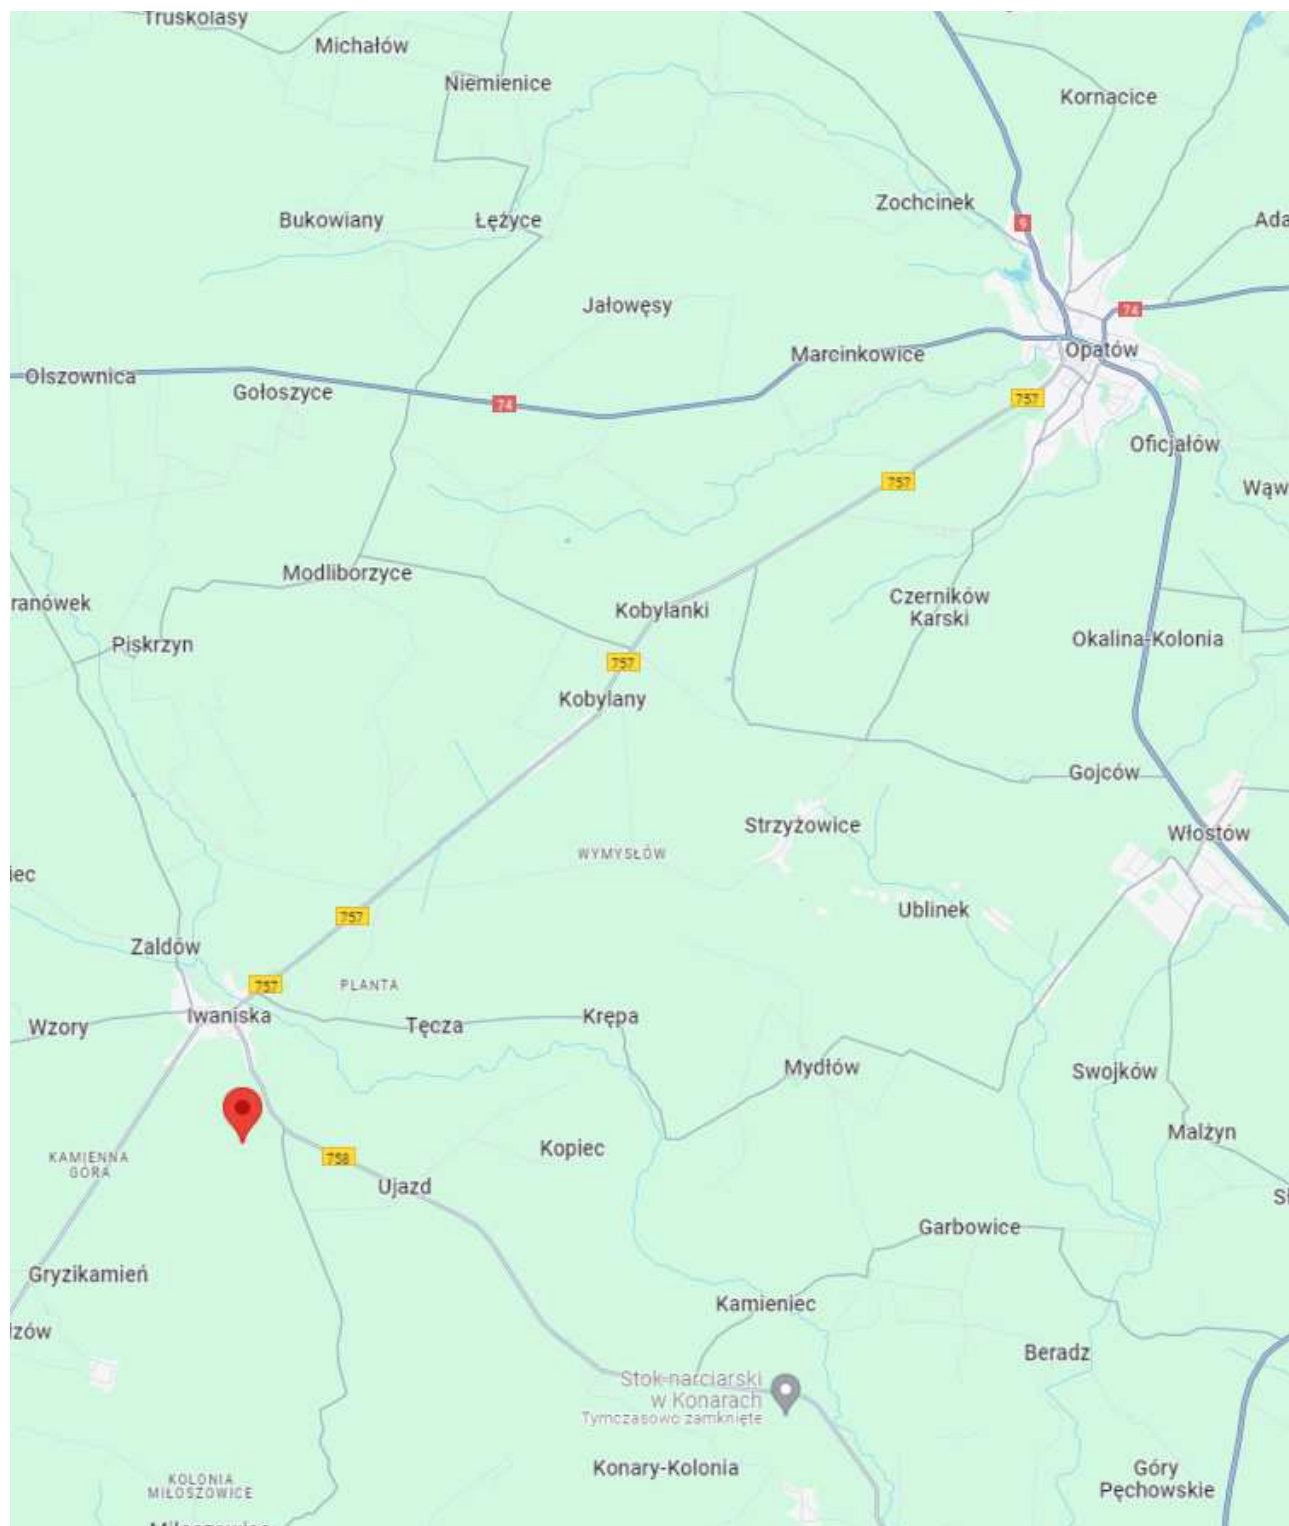 Truskolasy
Michałów
Niemienice
Kornacice
Zochcinek
Bukowiany
Łężyce
9
Ada
Jałowęsy
74
Opatów
Marcinkowice
Olszownica
Gołoszyce
74
757
Oficjałów
757
Wąw
Modliborzyce
ranówek
Kobylanki
Czerników
Karski
Piskrzyn
Okalina-Kolonia
757
Kobylany
Gojców
Strzyżowice
Włostów
WYMYSŁÓW
iec
757
Ublinek
Zaldów
757
PLANTA
Iwaniska
Wzory
Tęcza
Krępa
Mydłów
Swojków
Malżyn
KAMIENNA
GÓRA
758
Kopiec
Ujazd
Garbowice
Gryzikamień
Kamieniec
Beradz
Stok narciarski
w Konarach
Tymczasowo zamknięte
Konary-Kolonia
Góry
Pęchowskie
KOLONIA
MIŁOSZOWICE